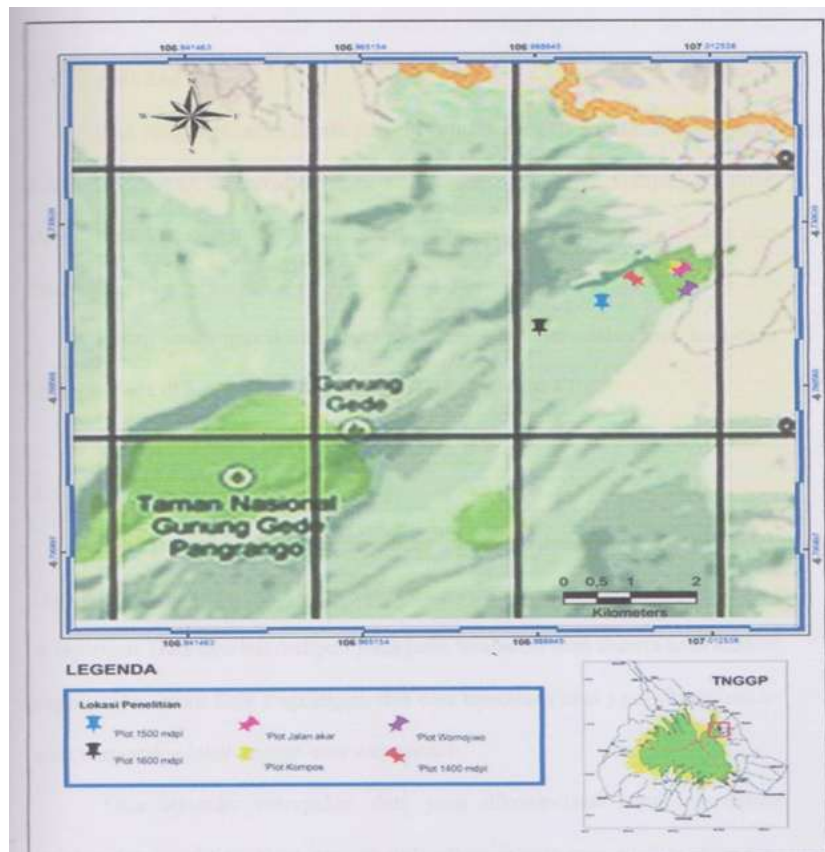 106.941463 106.965154 106.988845 107.012536
Gunung
Gede
Taman Nasional
Gunung Gede
Pangrango
0 0,5 1 2
Kilometers
106.941463 106.965154 106.988845 107.012536
LEGENDA
TNGGP
Lokasi Penelitian
'Plot 1500 mdpl 'Plot Jalan akar 'Plot Wornojiwo
'Plot 1600 mdpl 'Plot Kompos 'Plot 1400 mdpl